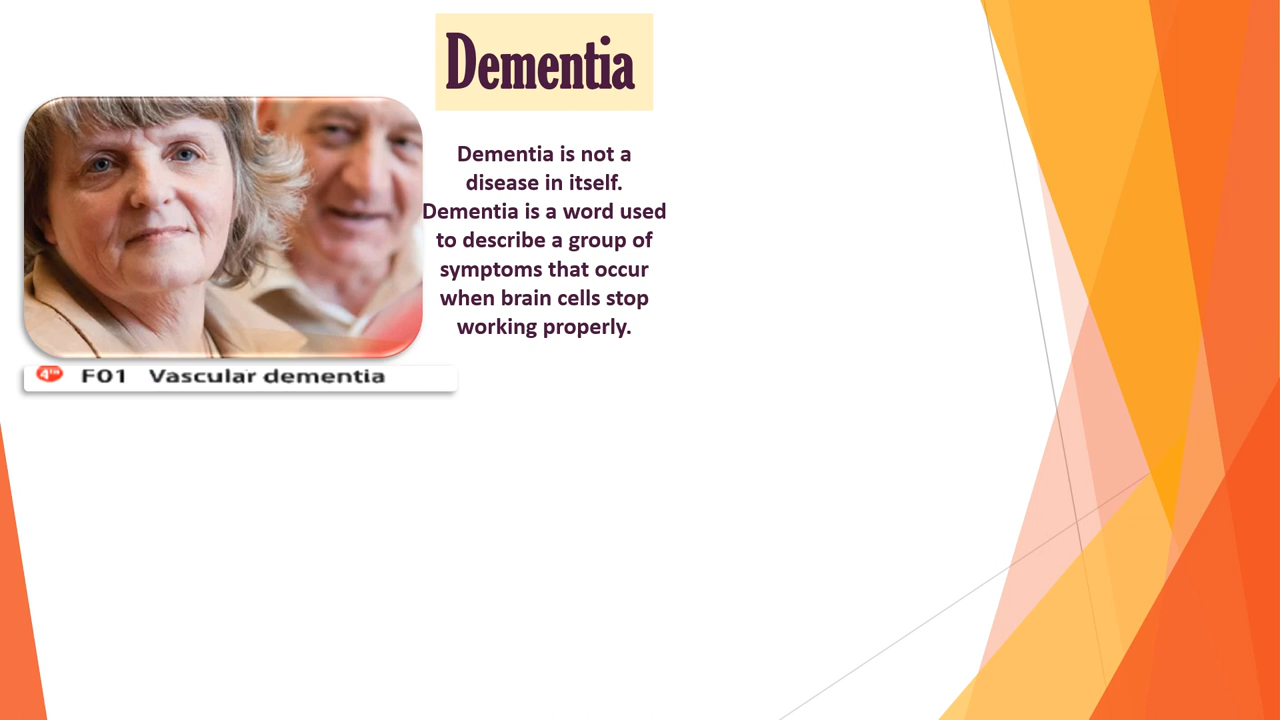 Dementia
Dementia is not a
disease in itself.
Dementia is a word used
to describe a group of
symptoms that occur
when brain cells stop
working properly.
4TH F01 Vascular dementia